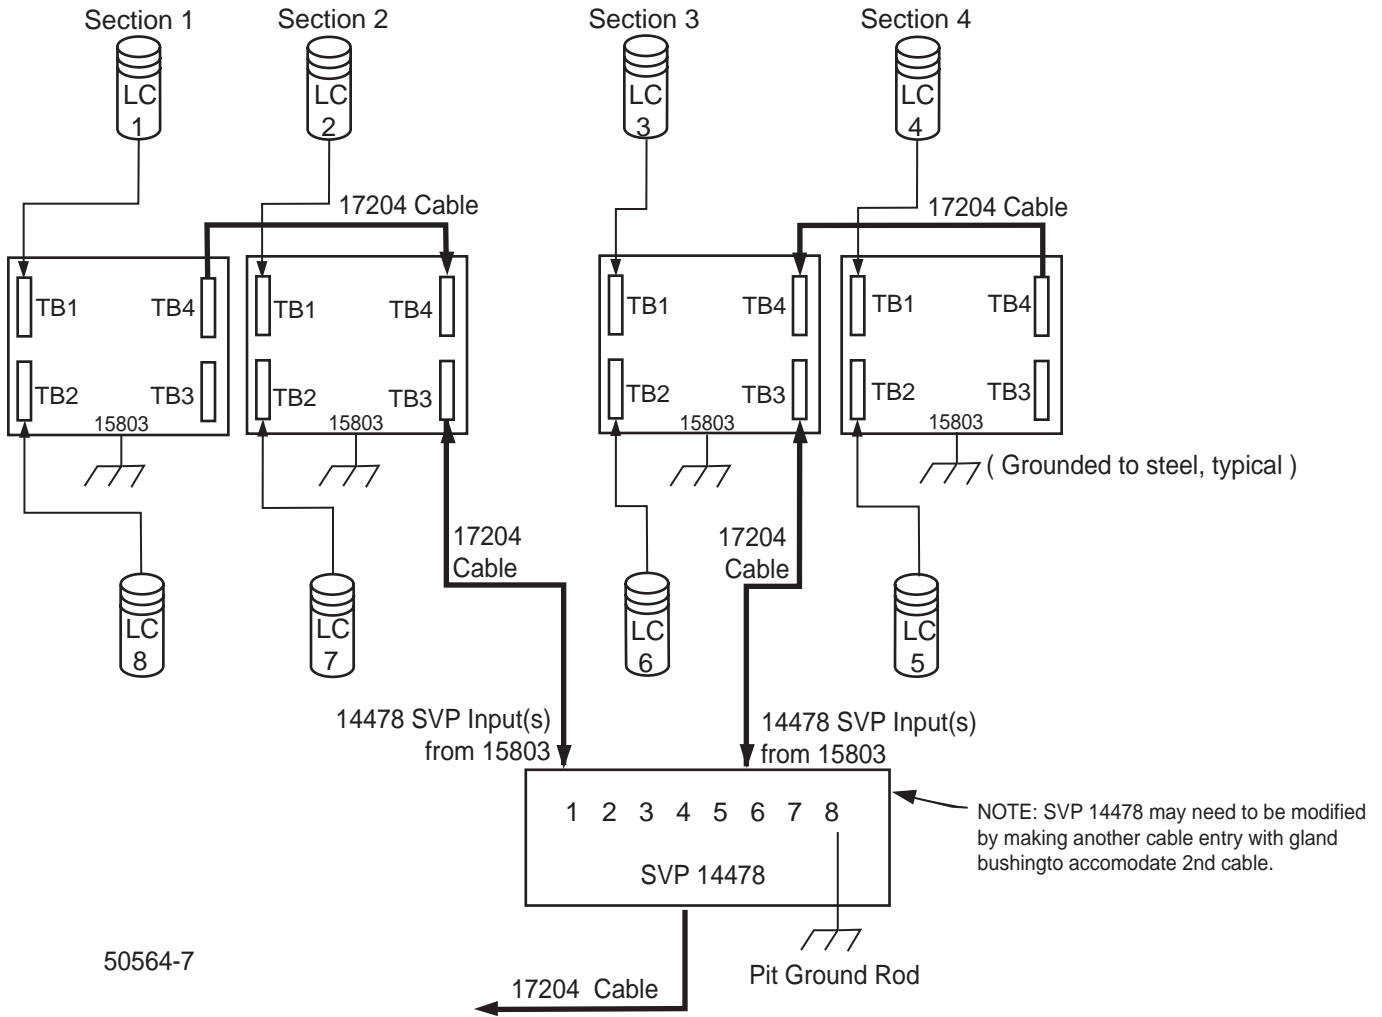 Section 1
Section 2
Section 3
Section 4
LC
1
LC
2
LC
3
LC
4
17204 Cable
17204 Cable
TB1
TB4
TB1
TB4
TB1
TB4
TB1
TB4
TB2
TB3
TB2
TB3
TB2
TB3
TB2
TB3
15803
15803
15803
15803
( Grounded to steel, typical )
17204
Cable
17204
Cable
LC
8
LC
7
LC
6
LC
5
14478 SVP Input(s)
from 15803
14478 SVP Input(s)
from 15803
1 2 3 4 5 6 7 8
SVP 14478
NOTE: SVP 14478 may need to be modified
by making another cable entry with gland
bushingto accomodate 2nd cable.
Pit Ground Rod
50564-7
17204 Cable